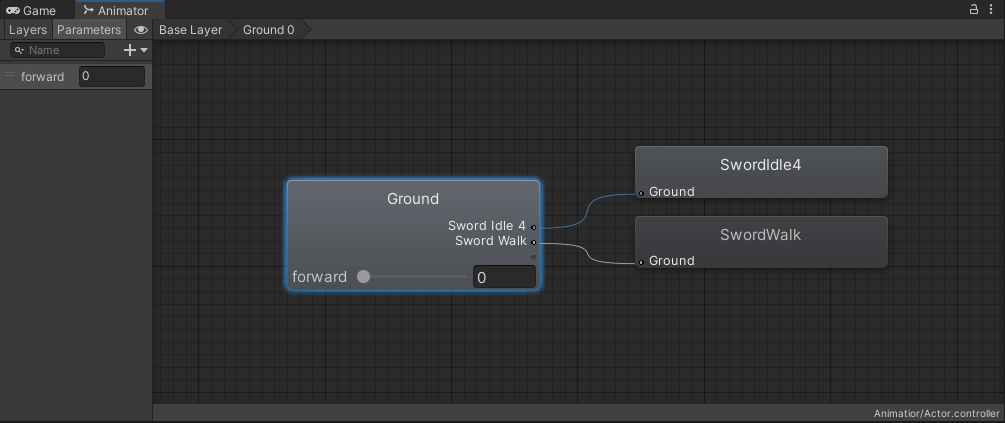 Game
Animator
Layers
Parameters
Base Layer
Ground 0
Name
forward
0
Ground
Sword Idle 4
Sword Walk
forward
0
SwordIdle4
Ground
SwordWalk
Ground
Animatior/Actor.controller